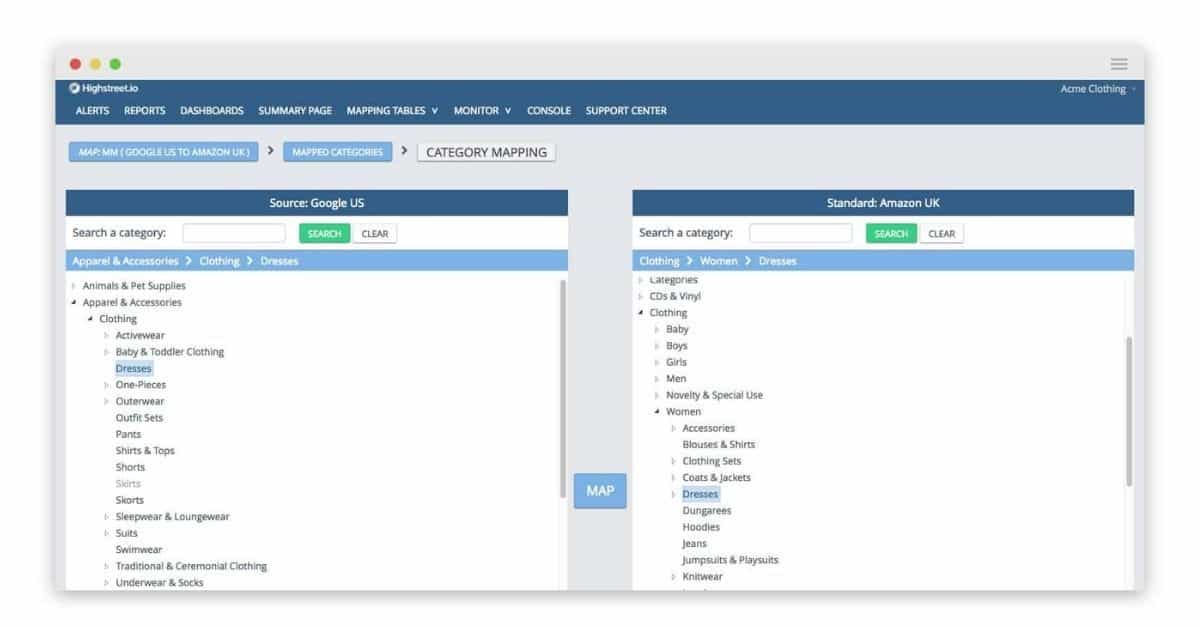 Highstreet.io
Acme Clothing
ALERTS REPORTS DASHBOARDS SUMMARY PAGE MAPPING TABLES MONITOR CONSOLE SUPPORT CENTER
MAP: MM ( GOOGLE US TO AMAZON UK ) > MAPPED CATEGORIES > CATEGORY MAPPING
Source: Google US
Search a category: SEARCH CLEAR
Apparel & Accessories > Clothing > Dresses
Animals & Pet Supplies
Apparel & Accessories
Clothing
Activewear
Baby & Toddler Clothing
Dresses
One-Pieces
Outerwear
Outfit Sets
Pants
Shirts & Tops
Shorts
Skirts
Skorts
Sleepwear & Loungewear
Suits
Swimwear
Traditional & Ceremonial Clothing
Underwear & Socks
MAP
Standard: Amazon UK
Search a category: SEARCH CLEAR
Clothing > Women > Dresses
Categories
CDs & Vinyl
Clothing
Baby
Boys
Girls
Men
Novelty & Special Use
Women
Accessories
Blouses & Shirts
Clothing Sets
Coats & Jackets
Dresses
Dungarees
Hoodies
Jeans
Jumpsuits & Playsuits
Knitwear